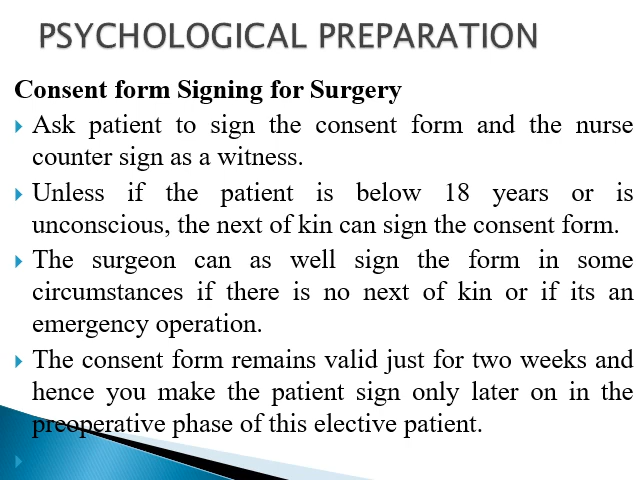 PSYCHOLOGICAL PREPARATION
Consent form Signing for Surgery
Ask patient to sign the consent form and the nurse
counter sign as a witness.
Unless if the patient is below 18 years or is
unconscious, the next of kin can sign the consent form.
The surgeon can as well sign the form in some
circumstances if there is no next of kin or if its an
emergency operation.
The consent form remains valid just for two weeks and
hence you make the patient sign only later on in the
preoperative phase of this elective patient.